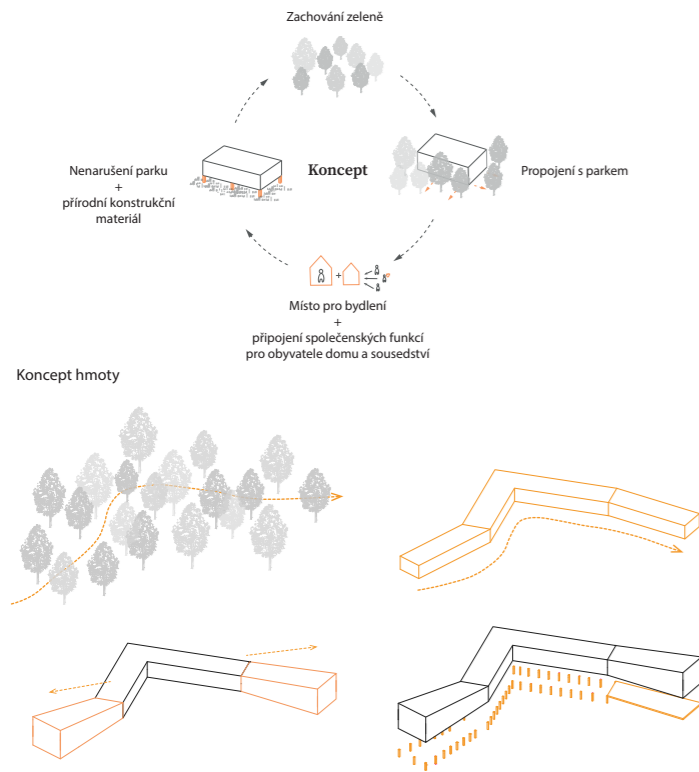 Zachování zeleně
Nenarušení parku
+
přírodní konstrukční
materiál
Koncept
Propojení s parkem
+
Místo pro bydlení
+
připojení společenských funkcí
pro obyvatele domu a sousedství
Koncept hmoty